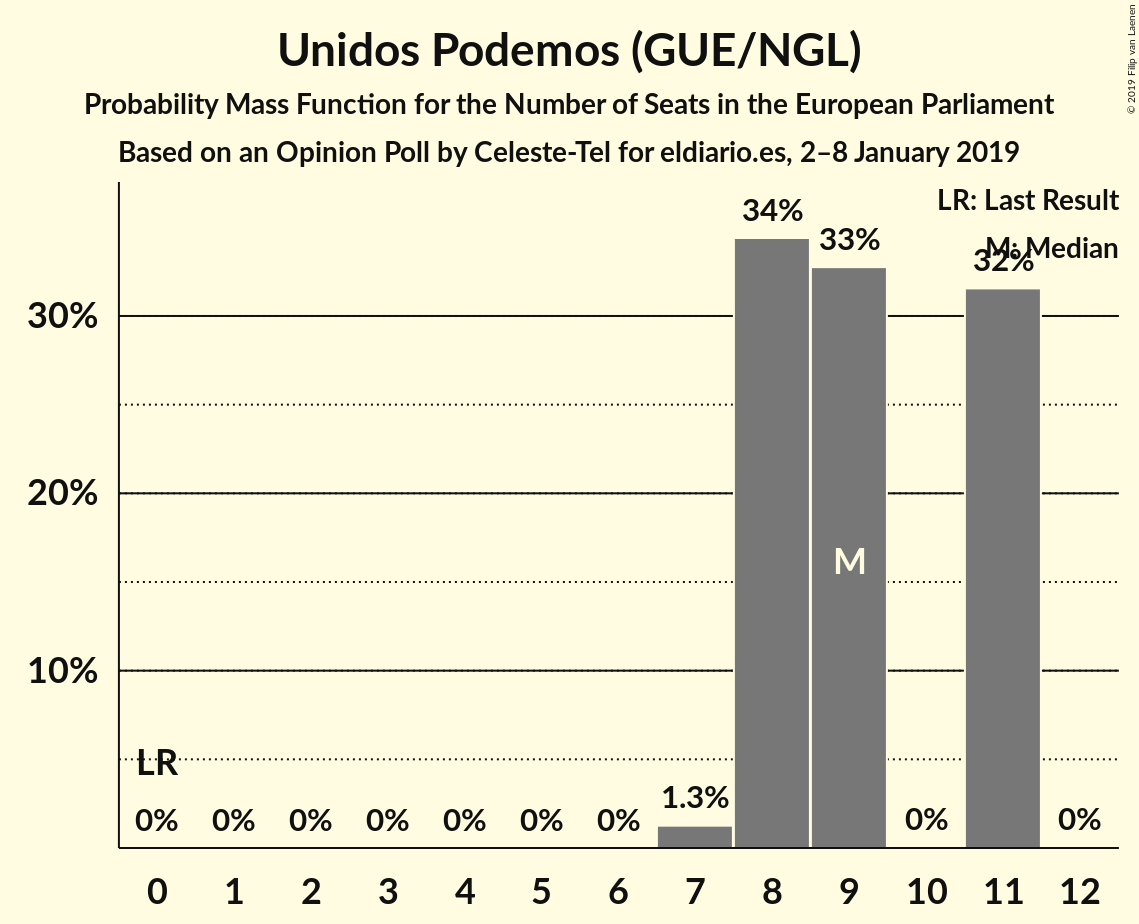 Unidos Podemos (GUE/NGL)
Probability Mass Function for the Number of Seats in the European Parliament
Based on an Opinion Poll by Celeste-Tel for eldiario.es, 2–8 January 2019
© 2019 Filip van Laenen
LR: Last Result
M: Median
34%
33%
32%
30%
20%
10%
M
LR
0% 0% 0% 0% 0% 0% 0% 1.3% 0% 0%
0 1 2 3 4 5 6 7 8 9 10 11 12